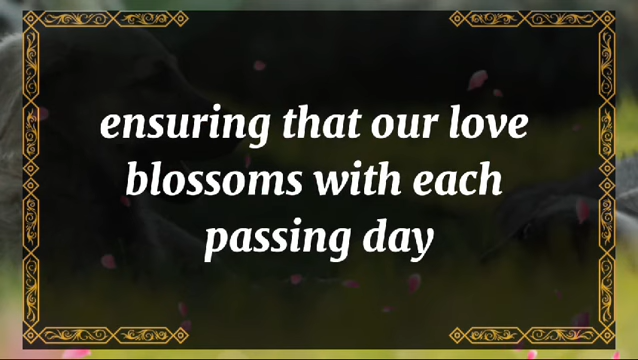 ensuring that our love
blossoms with each
passing day